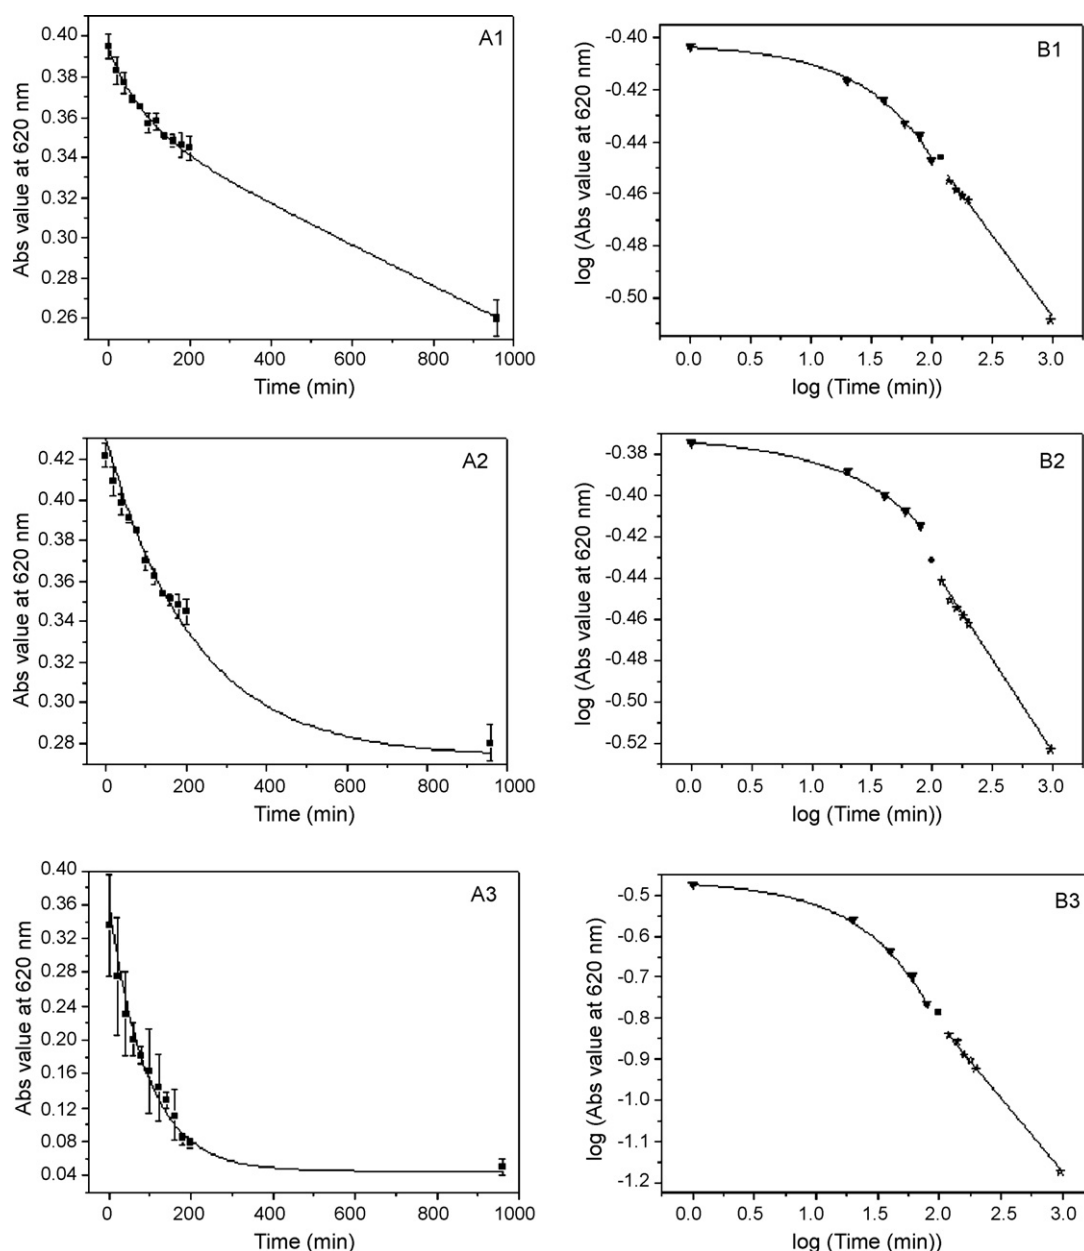 A1
Abs value at 620 nm
0.40
0.38
0.36
0.34
0.32
0.30
0.28
0.26
0 200 400 600 800 1000
Time (min)
B1
log (Abs value at 620 nm)
-0.40
-0.42
-0.44
-0.46
-0.48
-0.50
0.0 0.5 1.0 1.5 2.0 2.5 3.0
log (Time (min))
A2
Abs value at 620 nm
0.42
0.40
0.38
0.36
0.34
0.32
0.30
0.28
0 200 400 600 800 1000
Time (min)
B2
log (Abs value at 620 nm)
-0.38
-0.40
-0.42
-0.44
-0.46
-0.48
-0.50
-0.52
0.0 0.5 1.0 1.5 2.0 2.5 3.0
log (Time (min))
A3
Abs value at 620 nm
0.40
0.36
0.32
0.28
0.24
0.20
0.16
0.12
0.08
0.04
0 200 400 600 800 1000
Time (min)
B3
log (Abs value at 620 nm)
-0.5
-0.6
-0.7
-0.8
-0.9
-1.0
-1.1
-1.2
0.0 0.5 1.0 1.5 2.0 2.5 3.0
log (Time (min))